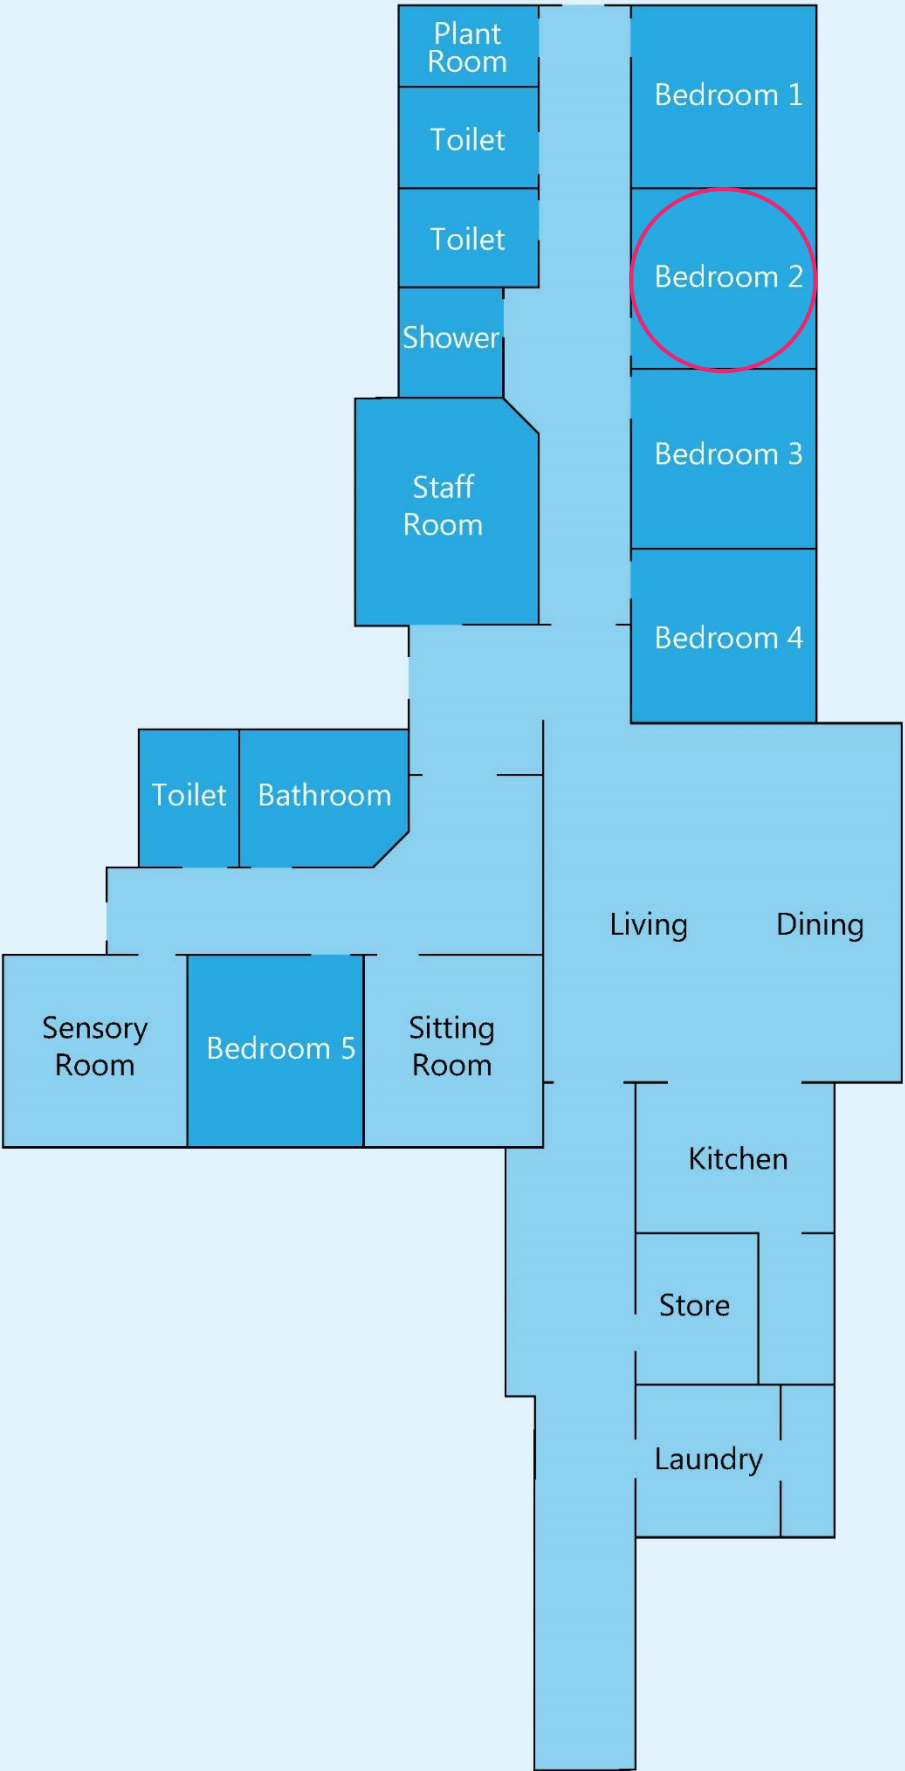 Plant
Room
Bedroom 1
Toilet
Toilet
Bedroom 2
Shower
Bedroom 3
Staff
Room
Bedroom 4
Toilet
Bathroom
Living
Dining
Sensory
Room
Bedroom 5
Sitting
Room
Kitchen
Store
Laundry